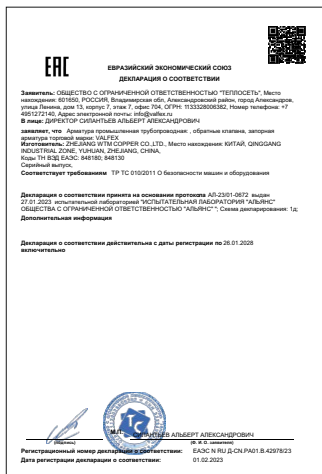 EAC
ЕВРАЗИЙСКИЙ ЭКОНОМИЧЕСКИЙ СОЮЗ
ДЕКЛАРАЦИЯ О СООТВЕТСТВИИ
Заявитель: ОБЩЕСТВО С ОГРАНИЧЕННОЙ ОТВЕТСТВЕННОСТЬЮ "ТЕПЛОСЕТЬ", Место
нахождения: 601650, РОССИЯ, Владимирская обл, Александровский район, город Александров,
улица Ленина, дом 13, корпус 7, этаж 7, офис 704, ОГРН: 1133328006382, Номер телефона: +7
4951272140, Адрес электронной почты: info@valfex.ru
В лице: ДИРЕКТОР СИЛАНТЬЕВ АЛЬБЕРТ АЛЕКСАНДРОВИЧ
заявляет, что Арматура промышленная трубопроводная: , обратные клапана, запорная
арматура торговой марки: VALFEX
Изготовитель: ZHEJIANG WTM COPPER CO.,LTD., Место нахождения: КИТАЙ, QINGGANG
INDUSTRIAL ZONE, YUHUAN, ZHEJIANG, CHINA,
Коды ТН ВЭД ЕАЭС: 848180; 848130
Серийный выпуск,
Соответствует требованиям ТР ТС 010/2011 О безопасности машин и оборудования
Декларация о соответствии принята на основании протокола АЛ-23/01-0672 выдан
27.01.2023 испытательной лабораторией "ИСПЫТАТЕЛЬНАЯ ЛАБОРАТОРИЯ "АЛЬЯНС"
ОБЩЕСТВА С ОГРАНИЧЕННОЙ ОТВЕТСТВЕННОСТЬЮ "АЛЬЯНС" "; Схема декларирования: 1д;
Дополнительная информация
Декларация о соответствии действительна с даты регистрации по 26.01.2028
включительно
М.П.
СИЛАНТЬЕВ АЛЬБЕРТ АЛЕКСАНДРОВИЧ
(подпись)
(Ф. И. О. заявителя)
Регистрационный номер декларации о соответствии: ЕАЭС N RU Д-CN.РА01.В.42978/23
Дата регистрации декларации о соответствии: 01.02.2023